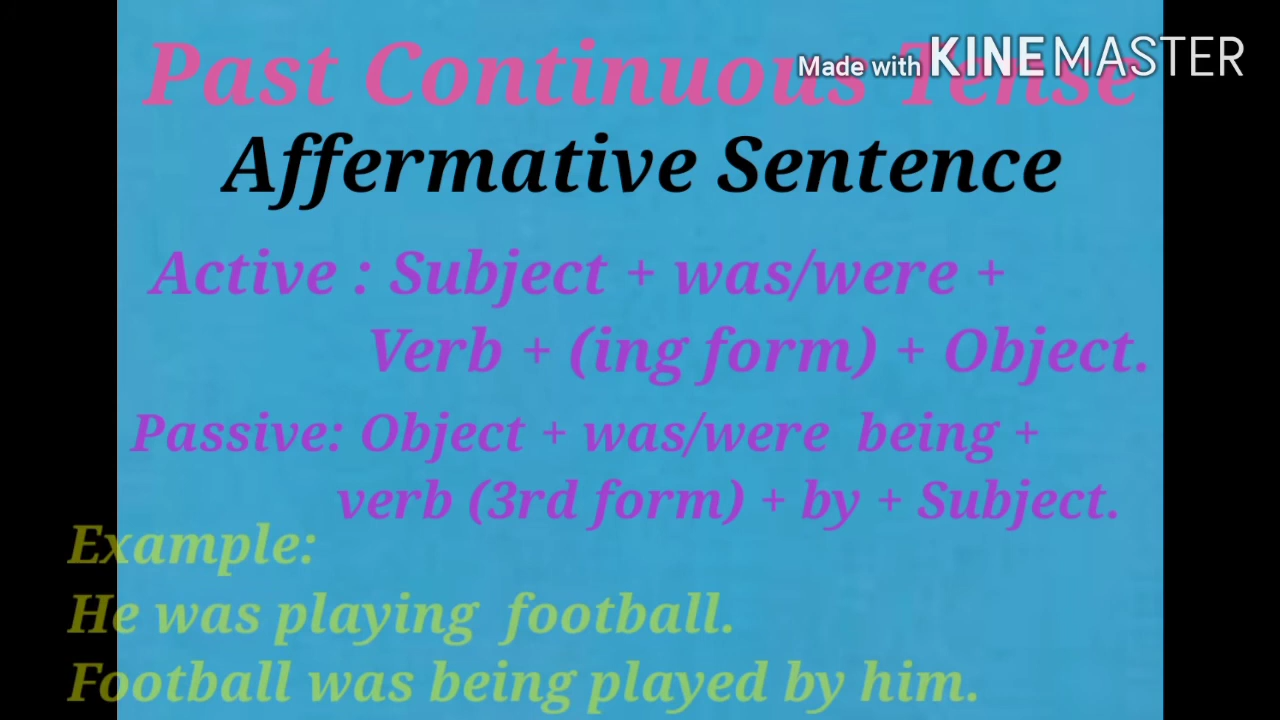 Past Continuous Tense
Made with KINEMASTER
Affermative Sentence
Active : Subject + was/were +
Verb + (ing form) + Object.
Passive: Object + was/were being +
verb (3rd form) + by + Subject.
Example:
He was playing football.
Football was being played by him.